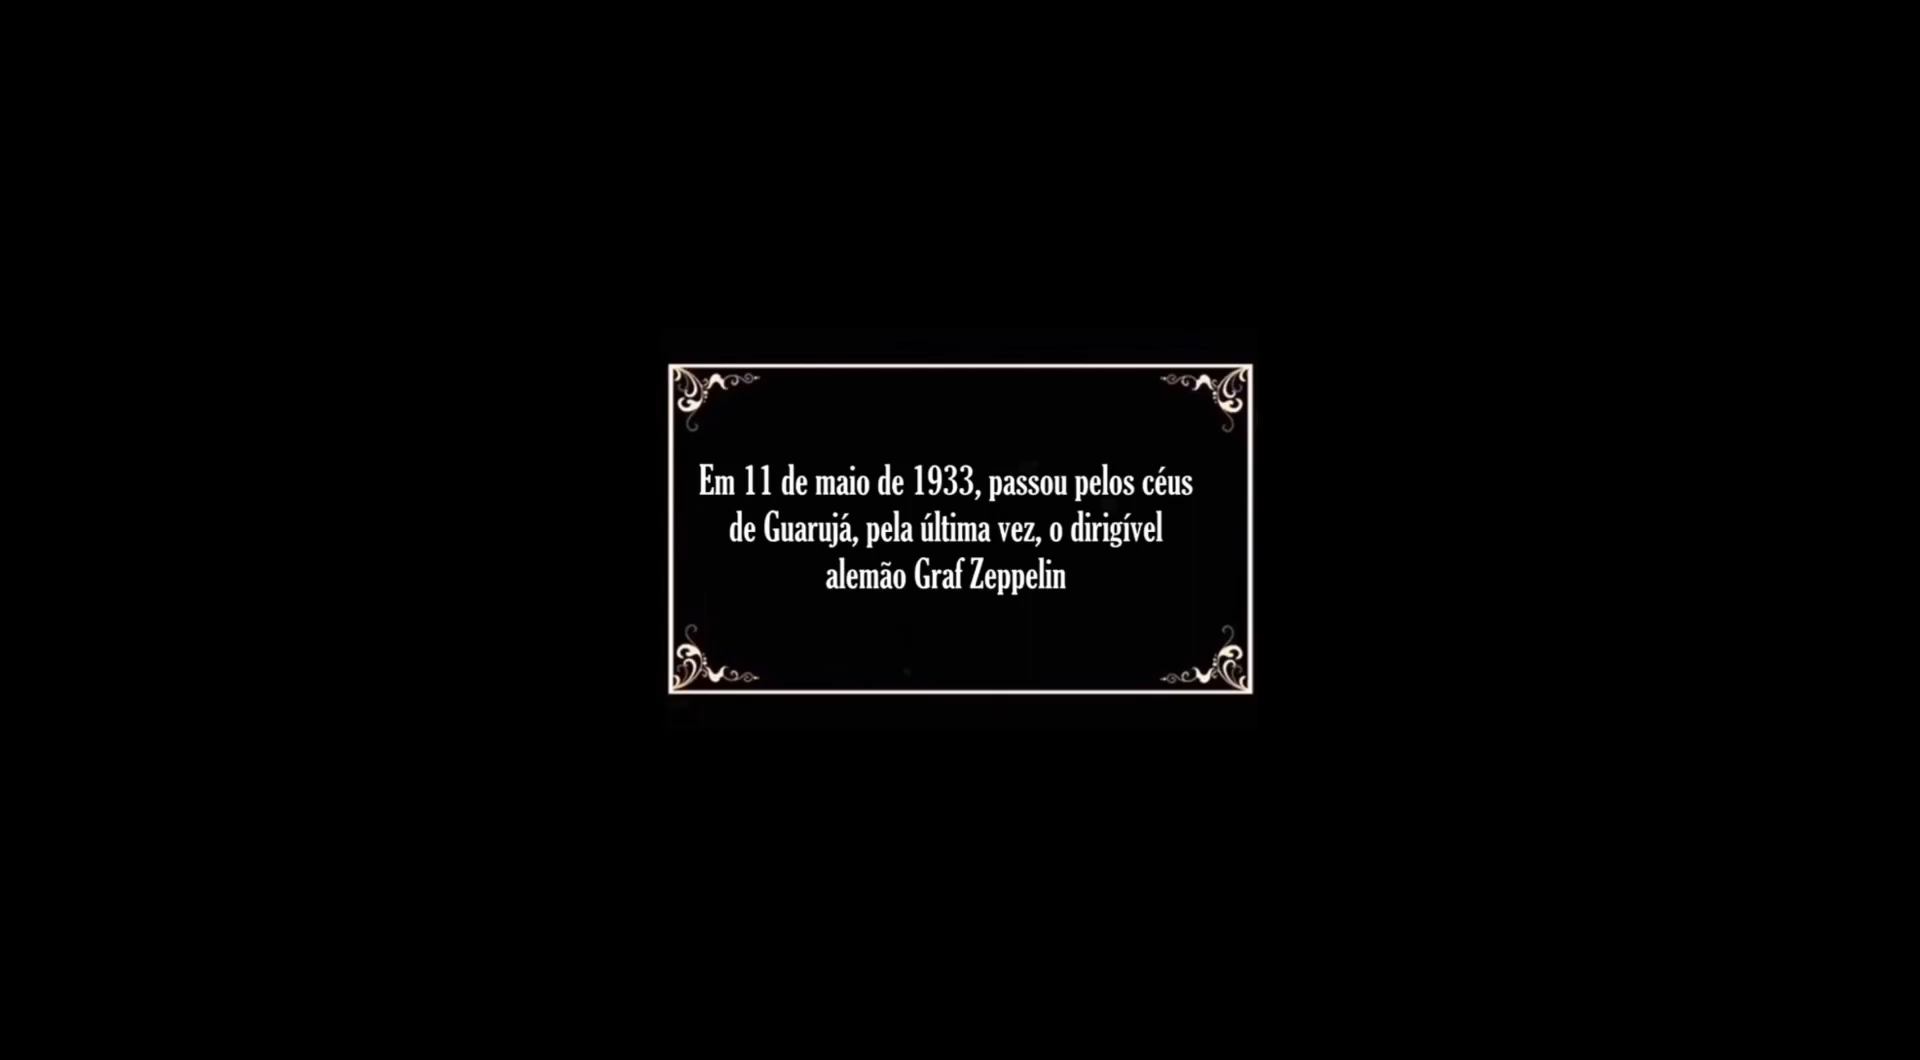 Em 11 de maio de 1933, passou pelos céus
de Guarujá, pela última vez, o dirigível
alemão Graf Zeppelin